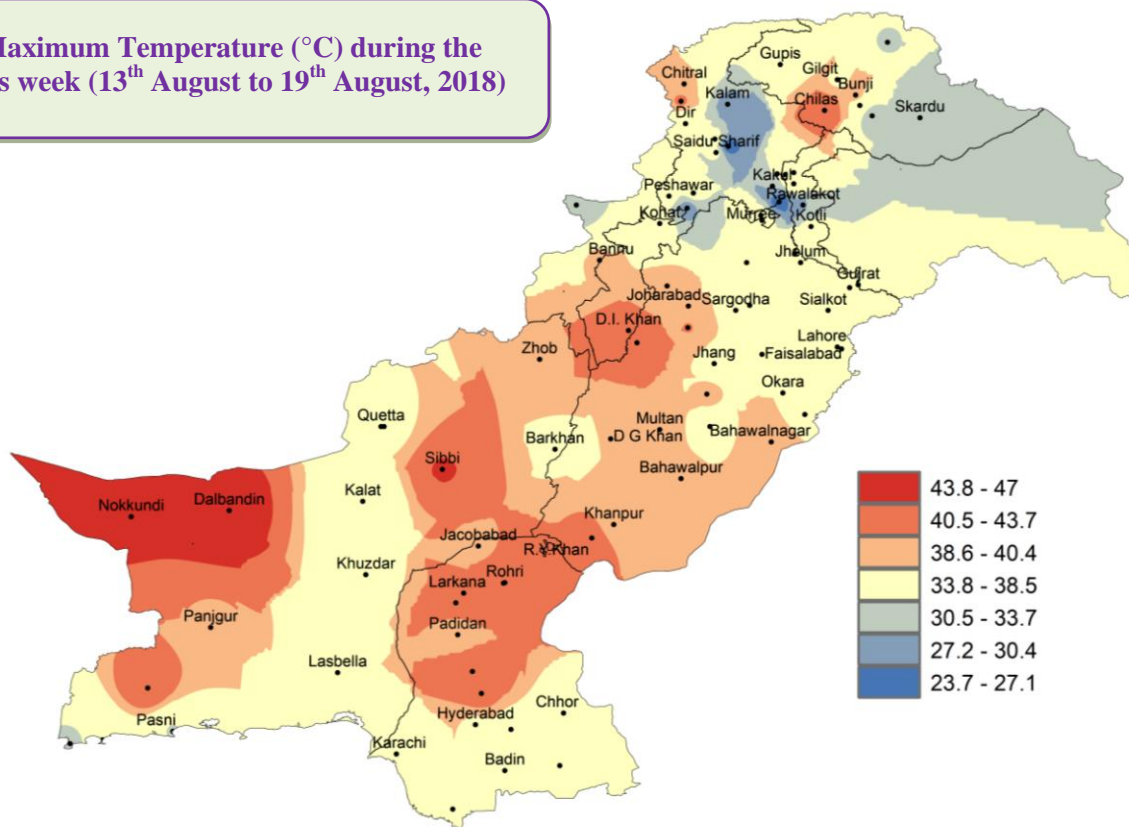 Maximum Temperature (°C) during the
s week (13th August to 19th August, 2018)
Gupis
Chitral
Gilgit
Bunji
Kalam
Chilas
Skardu
Dir
Saidu Sharif
Kakul
Peshawar
Rawalakot
Kohat
Murree
Kotli
Bannu
Jhelum
Gujrat
Joharabad
Sargodha
Sialkot
D.I. Khan
Lahore
Zhob
Jhang
Faisalabad
Okara
Quetta
Multan
Barkhan
D G Khan
Bahawalnagar
Sibbi
Bahawalpur
Nokkundi
Dalbandin
Kalat
Khanpur
Jacobabad
R.Y.Khan
Khuzdar
Rohri
Larkana
Panjgur
Padidan
Lasbella
Chhor
Pasni
Hyderabad
Karachi
Badin
43.8 - 47
40.5 - 43.7
38.6 - 40.4
33.8 - 38.5
30.5 - 33.7
27.2 - 30.4
23.7 - 27.1